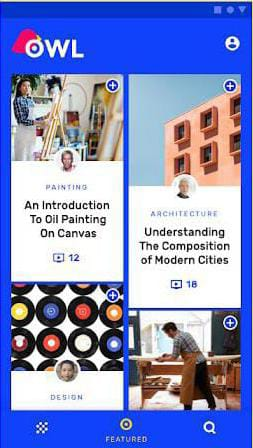 OWL
PAINTING
An Introduction
To Oil Painting
On Canvas
12
ARCHITECTURE
Understanding
The Composition
of Modern Cities
18
DESIGN
FEATURED